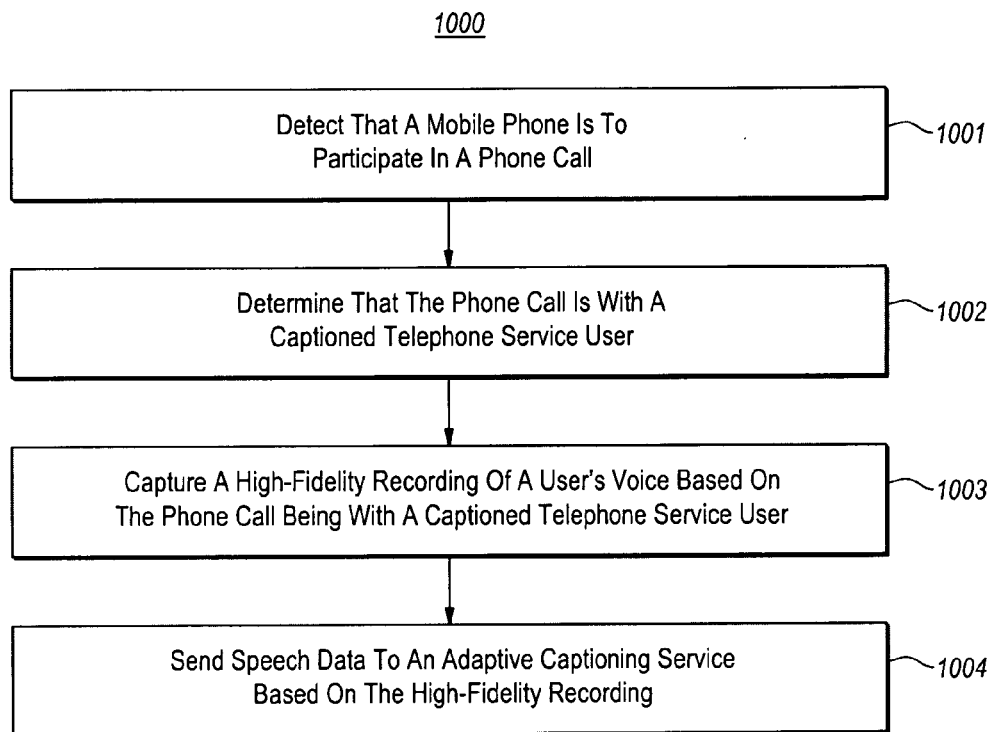 1000
Detect That A Mobile Phone Is To
Participate In A Phone Call
1001
Determine That The Phone Call Is With A
Captioned Telephone Service User
1002
Capture A High-Fidelity Recording Of A User's Voice Based On
The Phone Call Being With A Captioned Telephone Service User
1003
Send Speech Data To An Adaptive Captioning Service
Based On The High-Fidelity Recording
1004